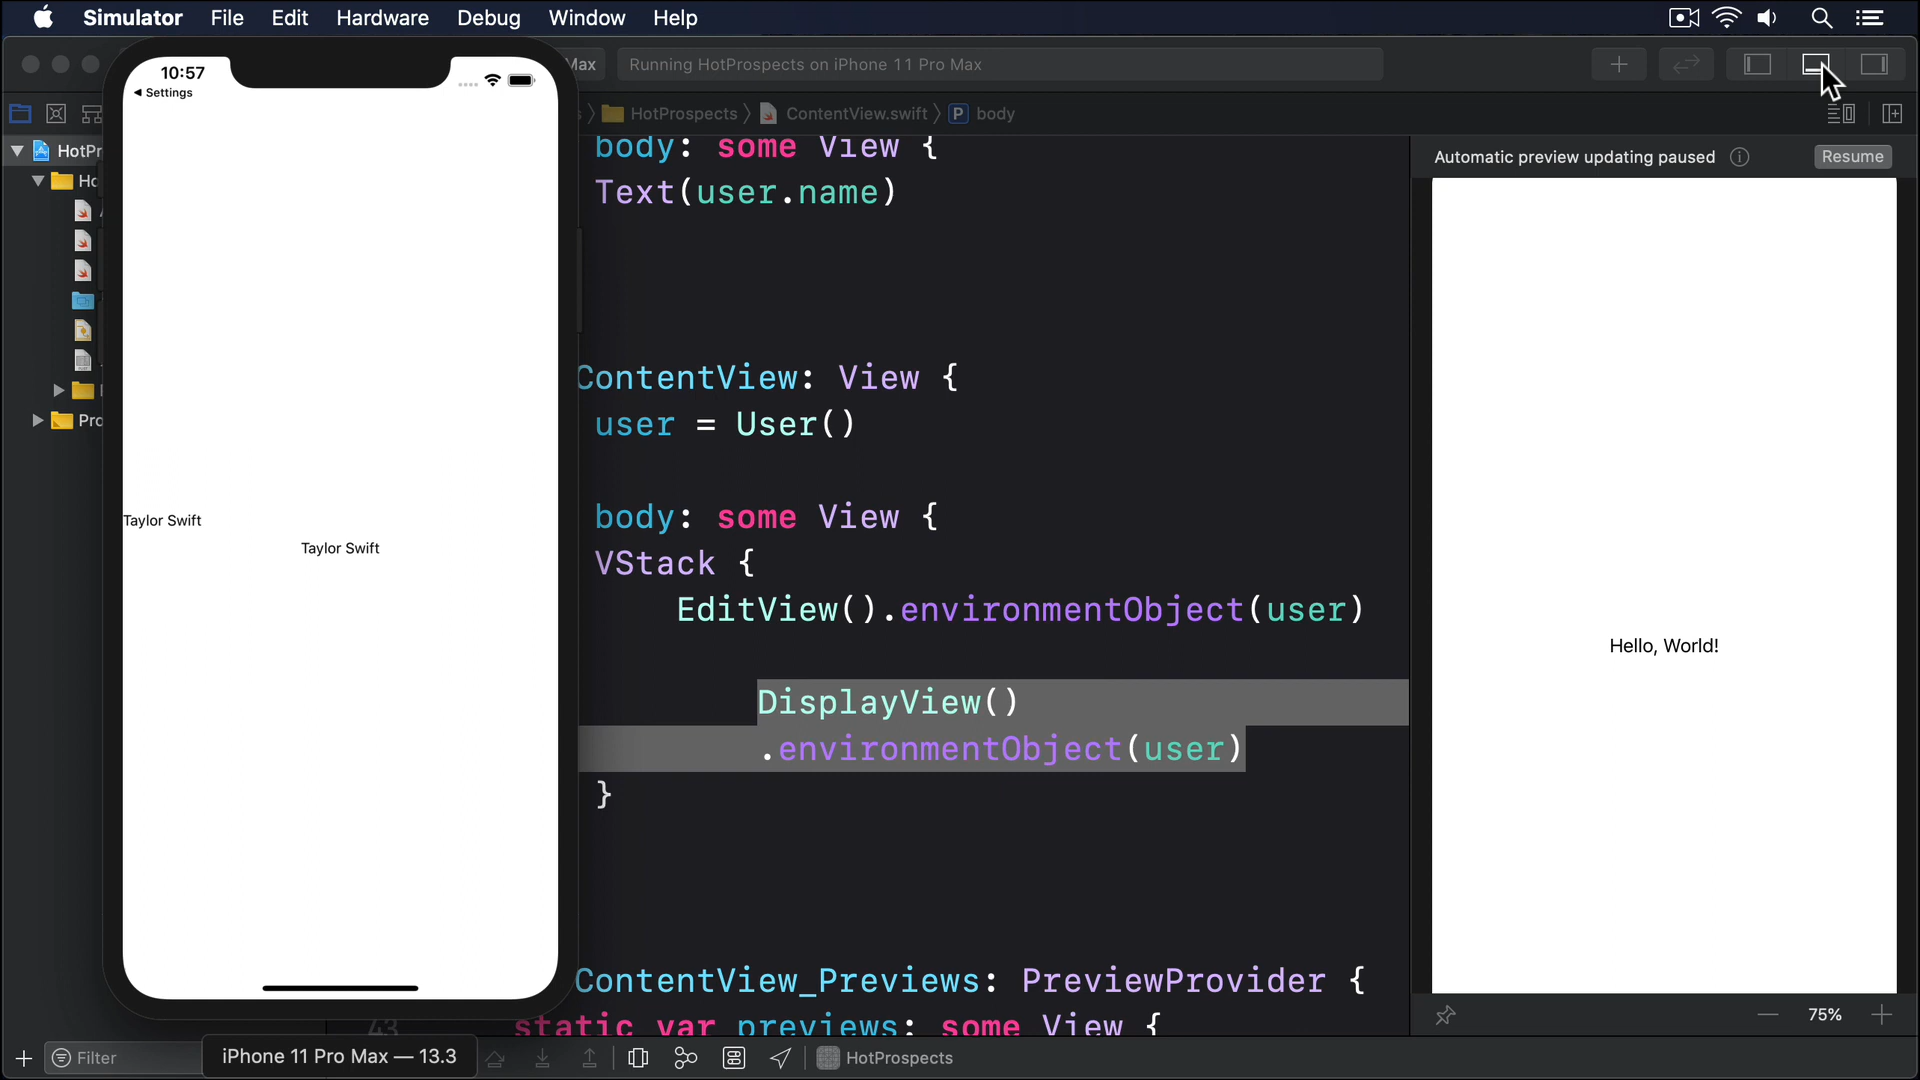 Simulator File Edit Hardware Debug Window Help
Max
Running HotProspects on iPhone 11 Pro Max
10:57
Settings
HotProspects
ContentView.swift
P body
HotPr
Ho
Pro
body: some View {
Text(user.name)
ContentView: View {
user = User()
body: some View {
VStack {
EditView().environmentObject(user)
DisplayView()
.environmentObject(user)
}
ContentView_Previews: PreviewProvider {
43 static var previews: some View {
Taylor Swift
Taylor Swift
Automatic preview updating paused
Resume
Hello, World!
75%
Filter
iPhone 11 Pro Max — 13.3
HotProspects